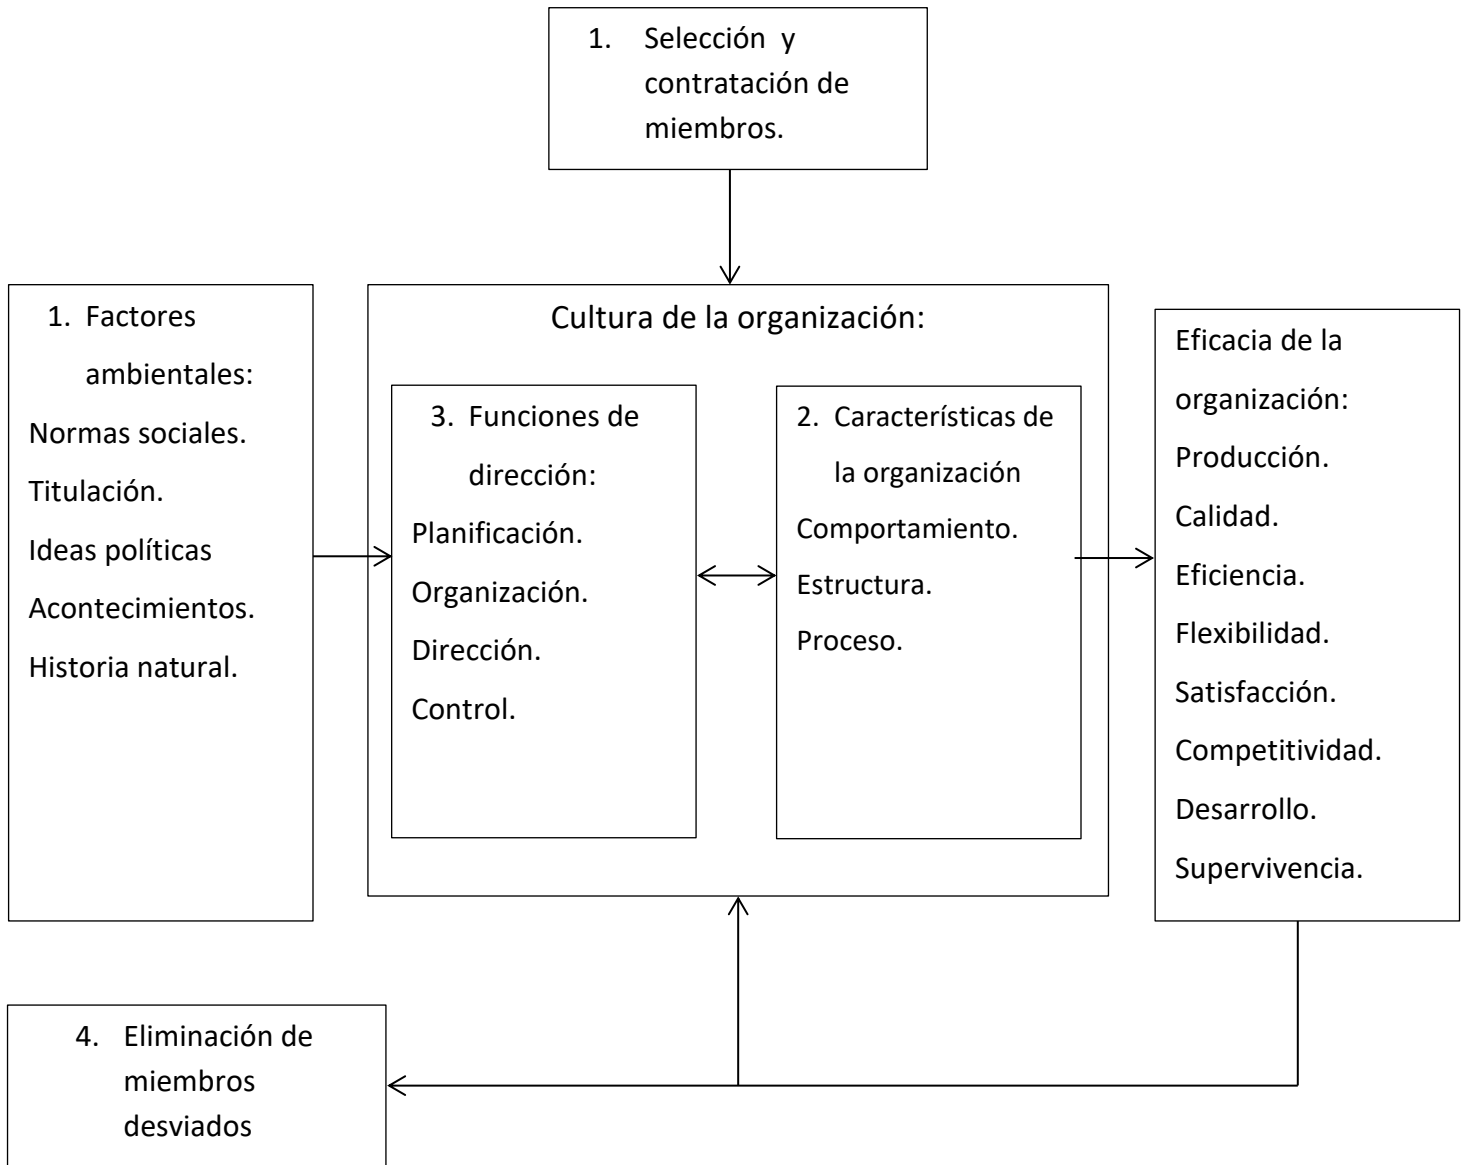 1. Selección y
contratación de
miembros.
1. Factores
ambientales:
Normas sociales.
Titulación.
Ideas políticas
Acontecimientos.
Historia natural.
Cultura de la organización:
3. Funciones de
dirección:
Planificación.
Organización.
Dirección.
Control.
2. Características de
la organización
Comportamiento.
Estructura.
Proceso.
Eficacia de la
organización:
Producción.
Calidad.
Eficiencia.
Flexibilidad.
Satisfacción.
Competitividad.
Desarrollo.
Supervivencia.
4. Eliminación de
miembros
desviados